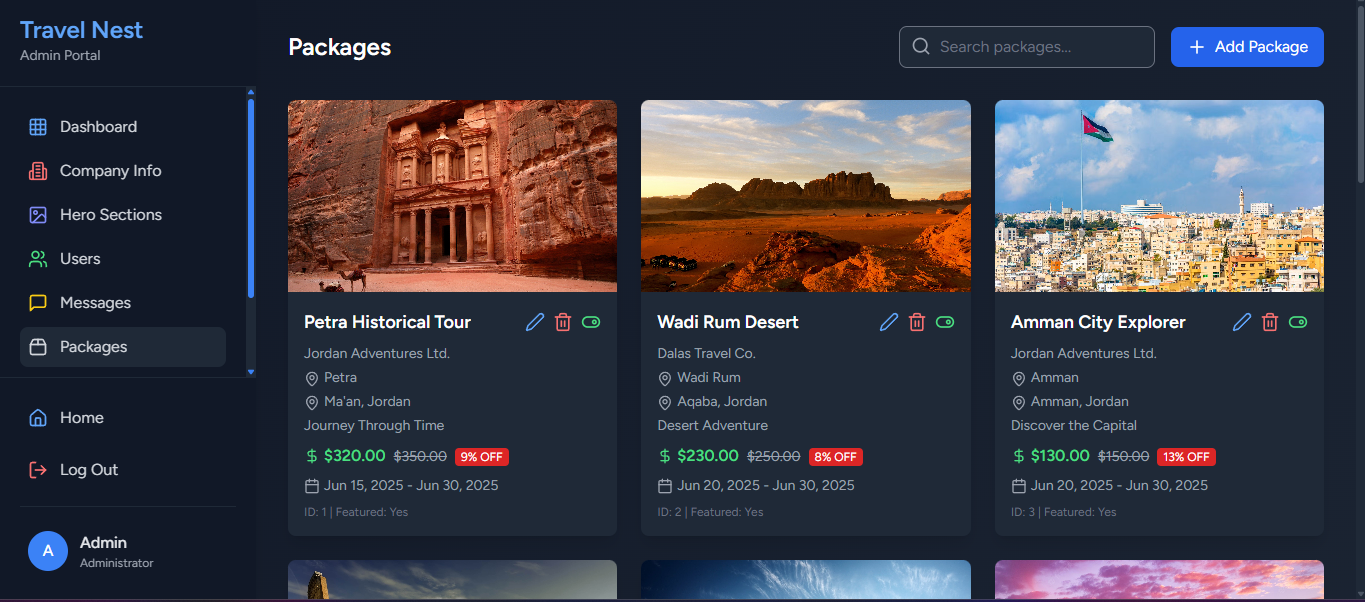 Travel Nest
Admin Portal
Dashboard
Company Info
Hero Sections
Users
Messages
Packages
Home
Log Out
A
Admin
Administrator
Packages
Search packages...
Add Package
Petra Historical Tour
Jordan Adventures Ltd.
Petra
Ma'an, Jordan
Journey Through Time
$ $320.00 $350.00 9% OFF
Jun 15, 2025 - Jun 30, 2025
ID: 1 | Featured: Yes
Wadi Rum Desert
Dalas Travel Co.
Wadi Rum
Aqaba, Jordan
Desert Adventure
$ $230.00 $250.00 8% OFF
Jun 20, 2025 - Jun 30, 2025
ID: 2 | Featured: Yes
Amman City Explorer
Jordan Adventures Ltd.
Amman
Amman, Jordan
Discover the Capital
$ $130.00 $150.00 13% OFF
Jun 20, 2025 - Jun 30, 2025
ID: 3 | Featured: Yes